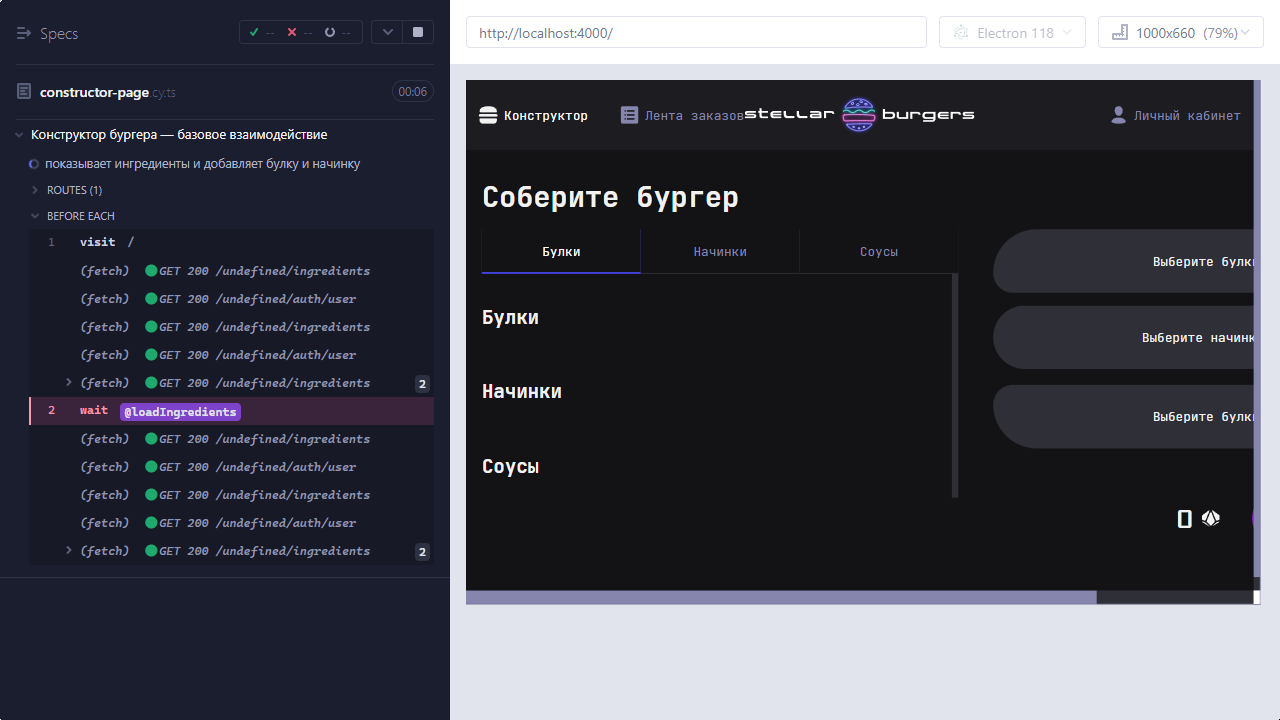 Specs
-- -- --
constructor-page.cy.ts
00:06
Конструктор бургера — базовое взаимодействие
показывает ингредиенты и добавляет булку и начинку
ROUTES (1)
BEFORE EACH
1 visit /
(fetch) GET 200 /undefined/ingredients
(fetch) GET 200 /undefined/auth/user
(fetch) GET 200 /undefined/ingredients
(fetch) GET 200 /undefined/auth/user
(fetch) GET 200 /undefined/ingredients 2
2 wait @loadIngredients
(fetch) GET 200 /undefined/ingredients
(fetch) GET 200 /undefined/auth/user
(fetch) GET 200 /undefined/ingredients
(fetch) GET 200 /undefined/auth/user
(fetch) GET 200 /undefined/ingredients 2
http://localhost:4000/
Electron 118
1000x660 (79%)
Конструктор
Лента заказов
stellar burgers
Личный кабинет
Соберите бургер
Булки
Начинки
Соусы
Булки
Начинки
Соусы
Выберите булк
Выберите начинк
Выберите булк
0